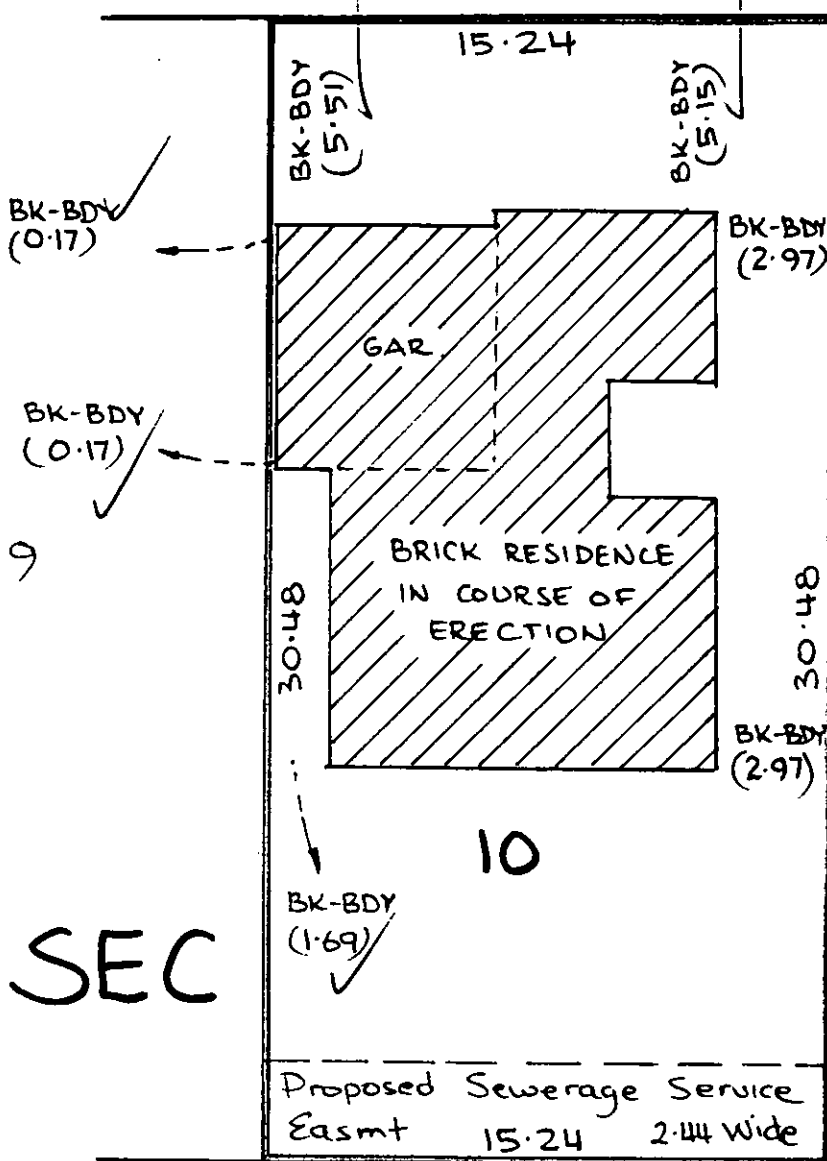 15.24
BK-BDY
(5.51)
BK-BDY
(5.15)
BK-BDY
(0.17)
BK-BDY
(2.97)
GAR
BK-BDY
(0.17)
9
BRICK RESIDENCE
IN COURSE OF
ERECTION
30.48
30.48
BK-BDY
(2.97)
10
BK-BDY
(1.69)
SEC
Proposed Sewerage Service
Easmt 15.24 2.44 Wide